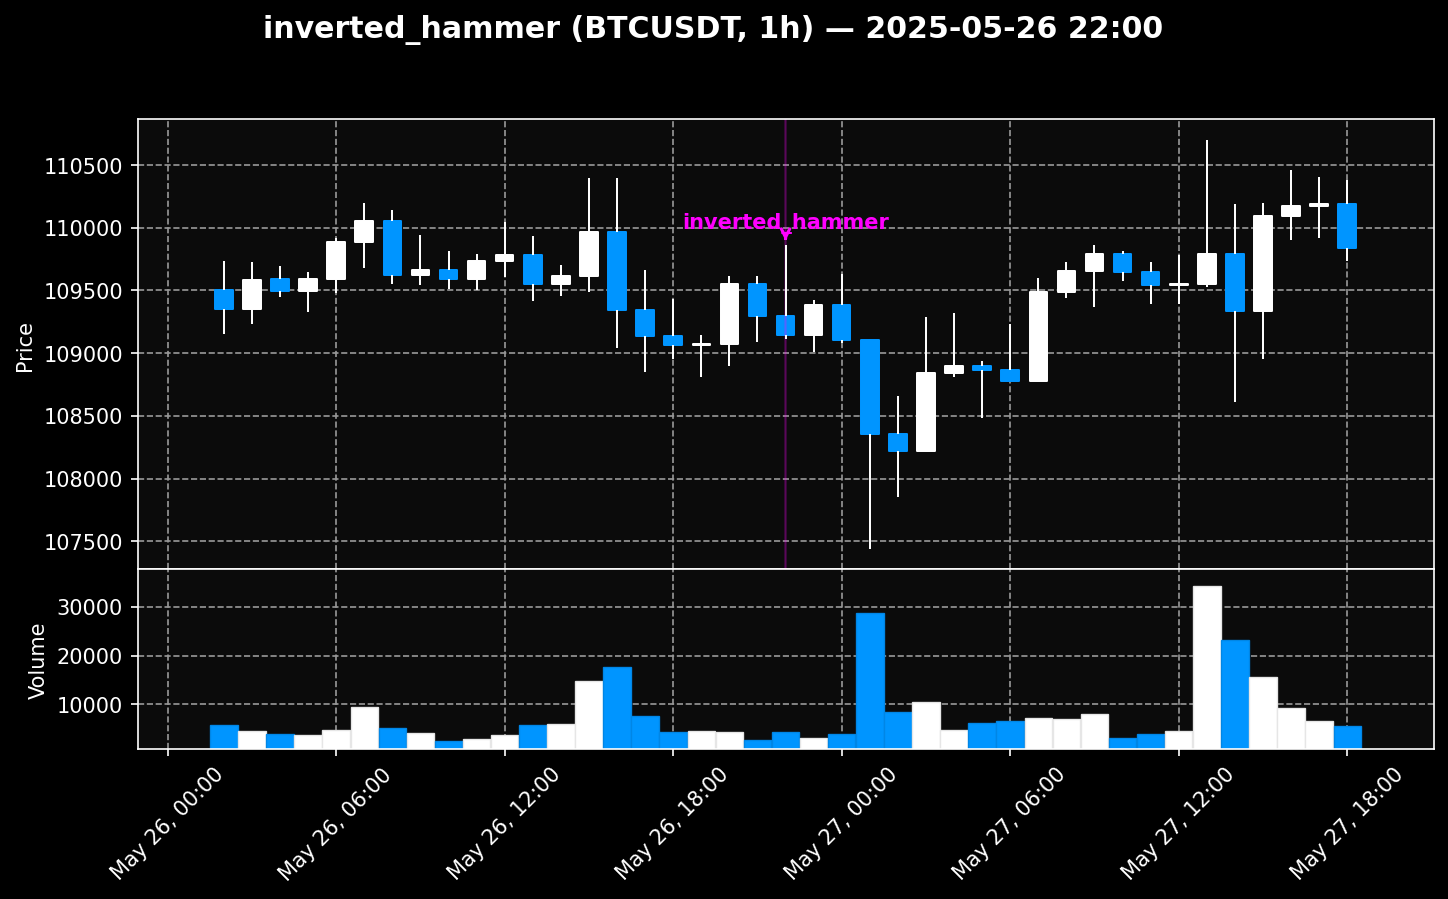 inverted_hammer (BTCUSDT, 1h) — 2025-05-26 22:00
110500
110000
109500
109000
108500
108000
107500
Price
inverted_hammer
30000
20000
10000
Volume
May 26, 00:00
May 26, 06:00
May 26, 12:00
May 26, 18:00
May 27, 00:00
May 27, 06:00
May 27, 12:00
May 27, 18:00